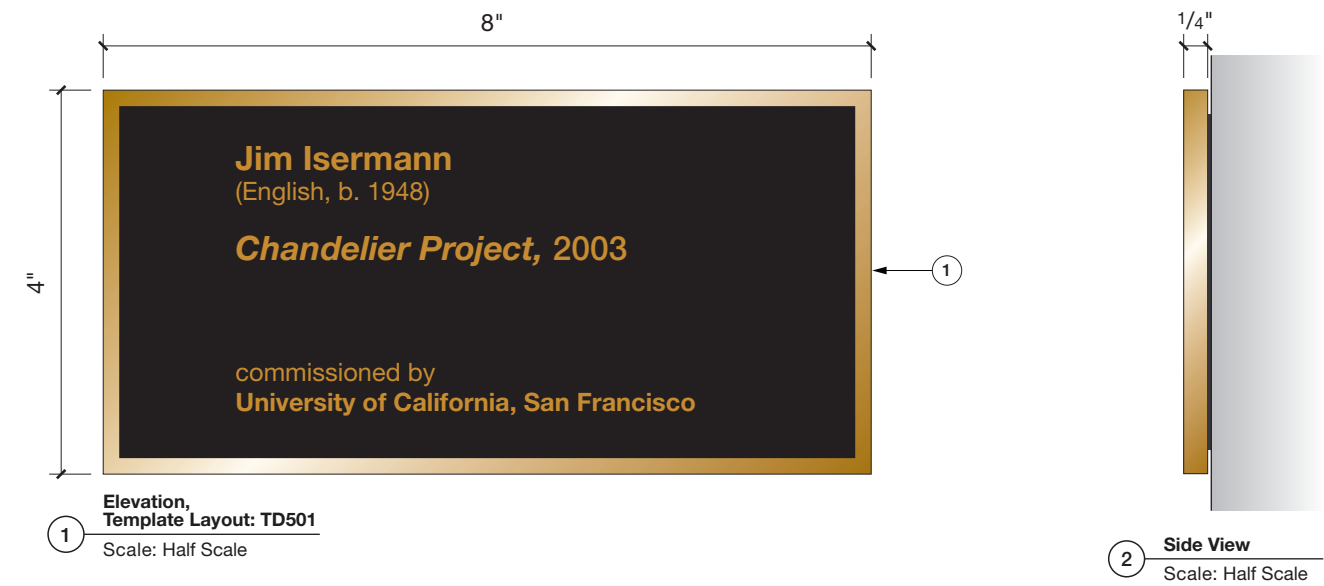 8"
1/4"
4"
Jim Isermann
(English, b. 1948)
Chandelier Project, 2003
commissioned by
University of California, San Francisco
1
1
Elevation,
Template Layout: TD501
Scale: Half Scale
2
Side View
Scale: Half Scale